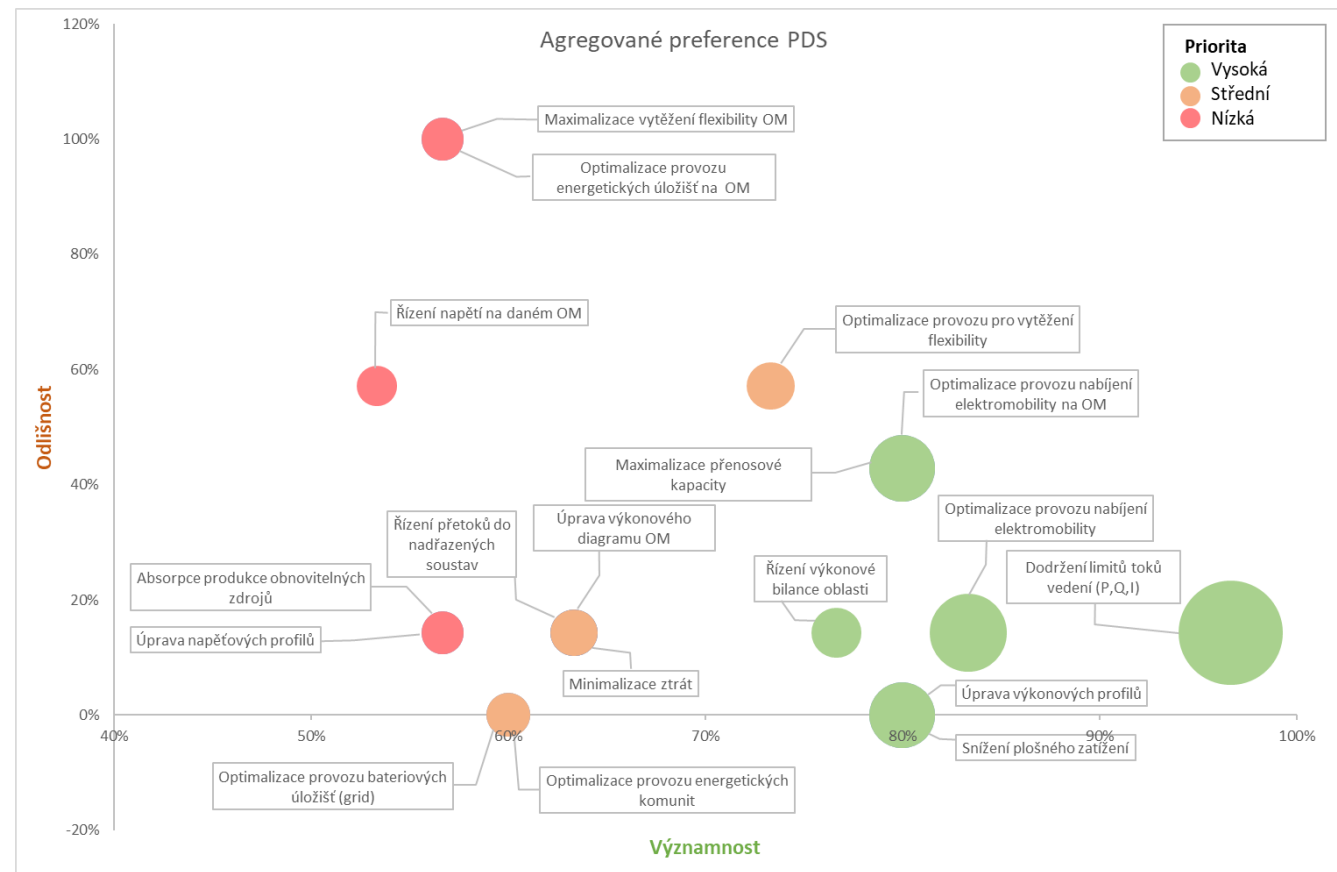 120%
Agregované preference PDS
Priorita
Vysoká
Střední
Nízká
100%
Maximalizace vytěžení flexibility OM
Optimalizace provozu
energetických úložišť na OM
80%
Řízení napětí na daném OM
Optimalizace provozu pro vytěžení
flexibility
60%
Optimalizace provozu nabíjení
elektromobility na OM
Odlišnost
Maximalizace přenosové
kapacity
40%
Řízení přetoků do
nadřazených
soustav
Úprava výkonového
diagramu OM
Optimalizace provozu nabíjení
elektromobility
Absorpce produkce obnovitelných
zdrojů
Řízení výkonové
bilance oblasti
Dodržení limitů toků
vedení (P,Q,I)
20%
Úprava napěťových profilů
Minimalizace ztrát
Úprava výkonových profilů
0%
40%
50%
60%
70%
80%
90%
100%
Snížení plošného zatížení
Optimalizace provozu bateriových
úložišť (grid)
Optimalizace provozu energetických
komunit
-20%
Významnost